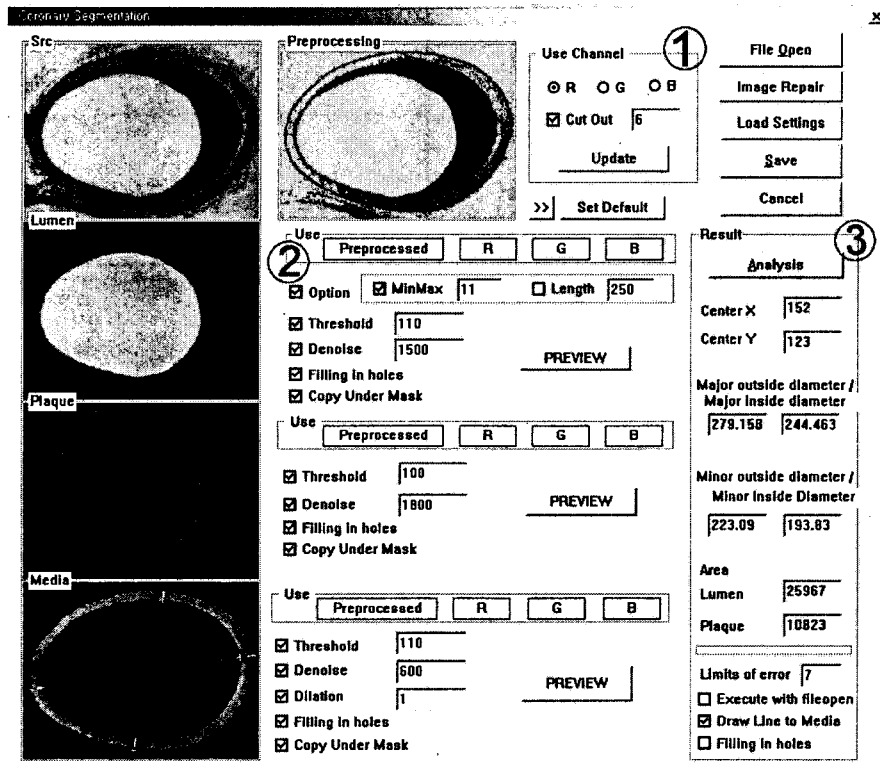 Coronary Segmentation
x
Src
Preprocessing
Use Channel
1
R G B
Cut Out 6
Update
>> Set Default
File Open
Image Repair
Load Settings
Save
Cancel
Lumen
Use
Preprocessed R G B
2
Option MinMax 11 Length 250
Threshold 110
Denoise 1500
PREVIEW
Filling in holes
Copy Under Mask
Plaque
Use
Preprocessed R G B
Threshold 100
Denoise 1800
PREVIEW
Filling in holes
Copy Under Mask
Media
Use
Preprocessed R G B
Threshold 110
Denoise 600
Dilation 1
PREVIEW
Filling in holes
Copy Under Mask
Result
3
Analysis
Center X 152
Center Y 123
Major outside diameter /
Major Inside diameter
279.158 244.463
Minor outside diameter /
Minor Inside Diameter
223.09 193.83
Area
Lumen 25967
Plaque 10823
Limits of error 7
Execute with fileopen
Draw Line to Media
Filling in holes